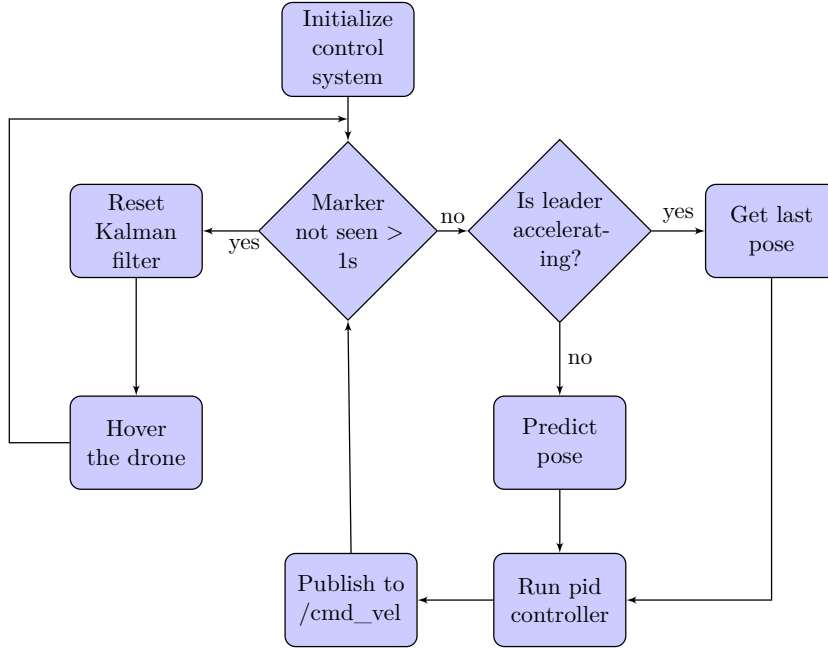 Initialize
control
system
Marker
not seen >
1s
Is leader
accelerat-
ing?
Get last
pose
Reset
Kalman
filter
yes
no
yes
no
Hover
the drone
Predict
pose
Publish to
/cmd_vel
Run pid
controller